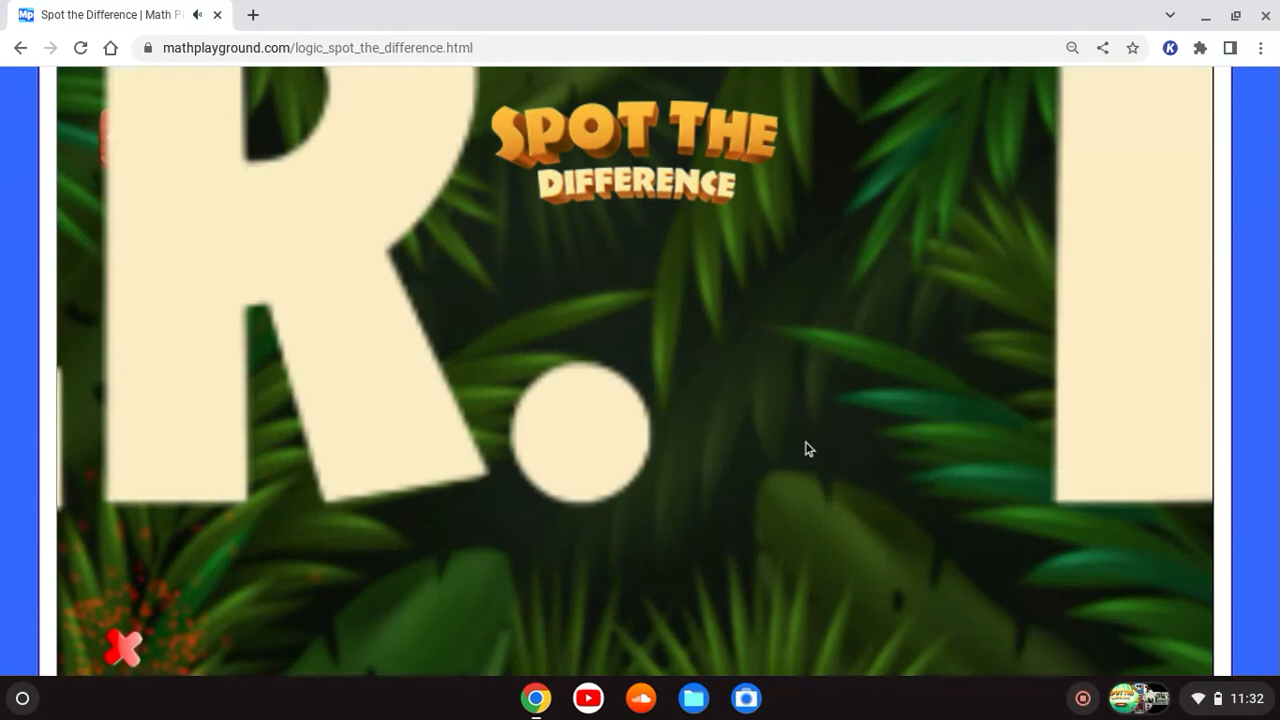 Spot the Difference | Math P
mathplayground.com/logic_spot_the_difference.html
SPOT THE
DIFFERENCE
R.
11:32